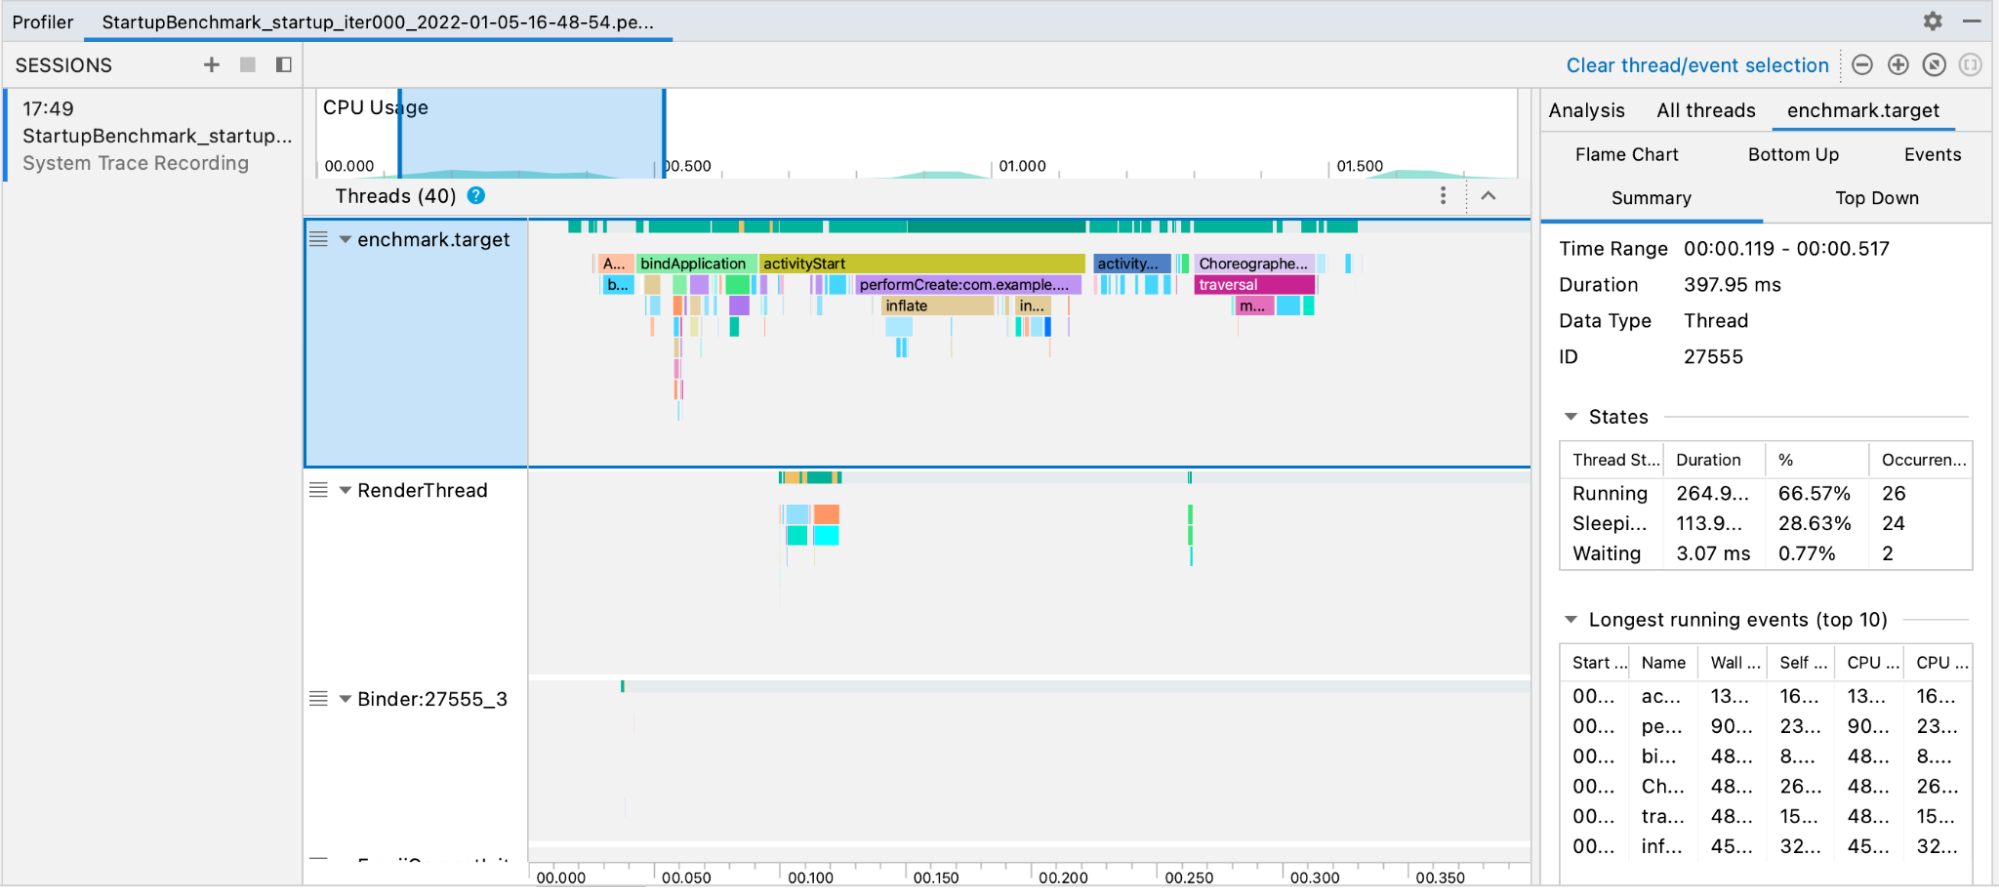 Profiler StartupBenchmark_startup_iter000_2022-01-05-16-48-54.pe...
SESSIONS
Clear thread/event selection
17:49
StartupBenchmark_startup...
System Trace Recording
CPU Usage
00.000 00.500 01.000 01.500
Threads (40) ?
enchmark.target
A... bindApplication activityStart activity... Choreographe...
b... performCreate:com.example.... traversal
inflate in... m...
RenderThread
Binder:27555_3
00.000 00.050 00.100 00.150 00.200 00.250 00.300 00.350
Analysis All threads enchmark.target
Flame Chart Bottom Up Events
Summary Top Down
Time Range 00:00.119 - 00:00.517
Duration 397.95 ms
Data Type Thread
ID 27555
States
Thread St... Duration % Occurren...
Running 264.9... 66.57% 26
Sleepi... 113.9... 28.63% 24
Waiting 3.07 ms 0.77% 2
Longest running events (top 10)
Start ... Name Wall ... Self ... CPU ... CPU ...
00... ac... 13... 16... 13... 16...
00... pe... 90... 23... 90... 23...
00... bi... 48... 8.... 48... 8....
00... Ch... 48... 26... 48... 26...
00... tra... 48... 15... 48... 15...
00... inf... 45... 32... 45... 32...